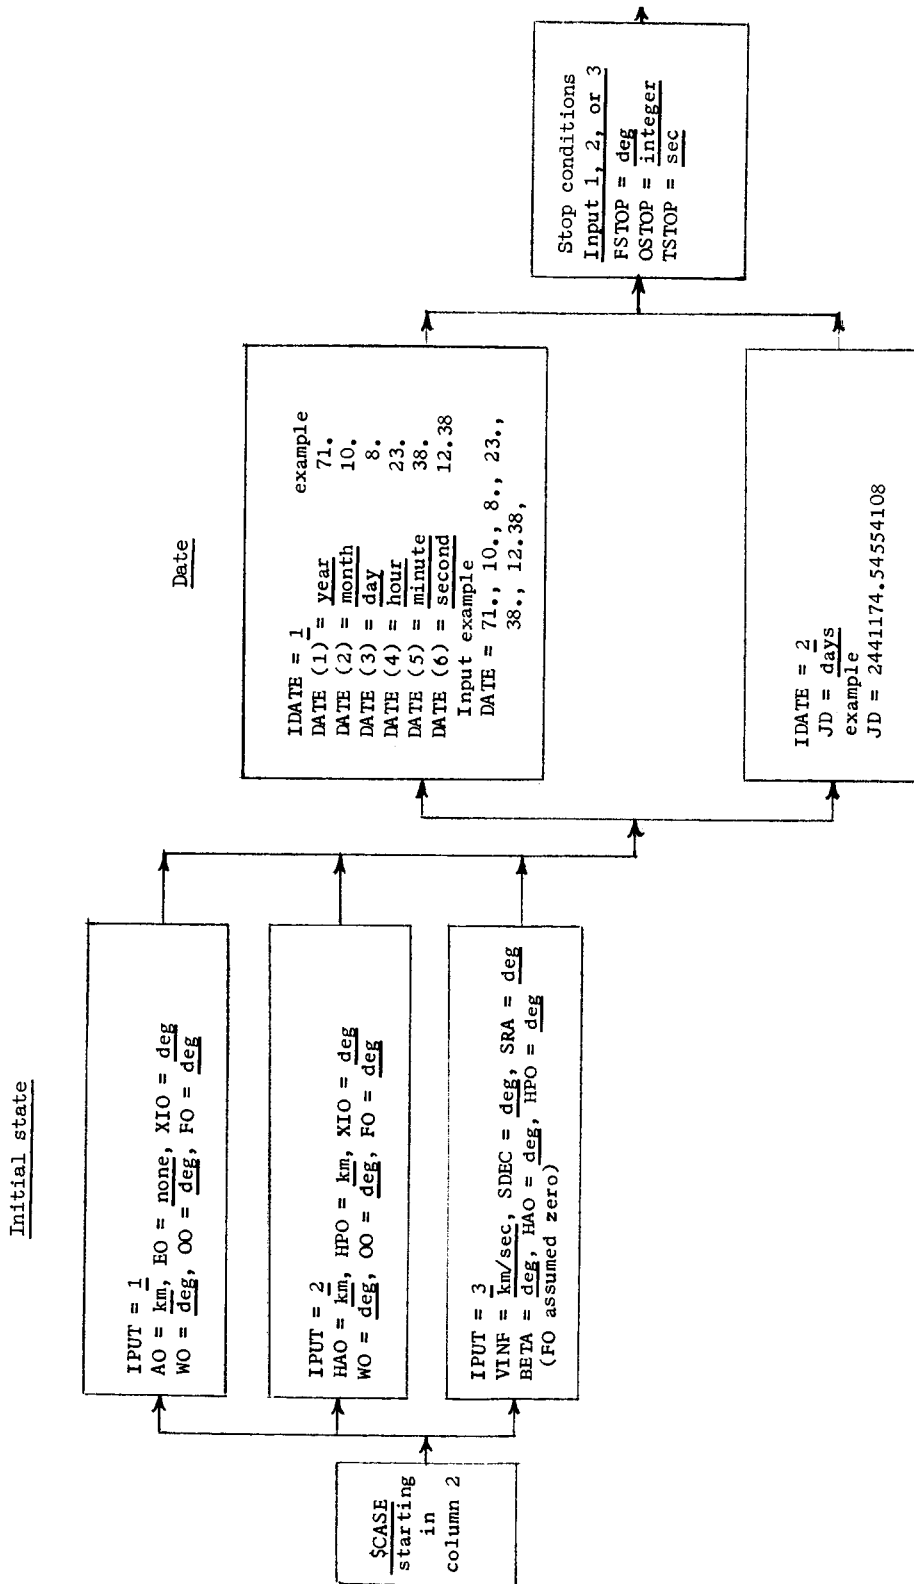 Initial state
$CASE
starting
in
column 2
IPUT = 1
AO = km, EO = none, XIO = deg
WO = deg, OO = deg, FO = deg
IPUT = 2
HAO = km, HPO = km, XIO = deg
WO = deg, OO = deg, FO = deg
IPUT = 3
VINF = km/sec, SDEC = deg, SRA = deg
BETA = deg, HAO = deg, HPO = deg
(FO assumed zero)
Date
IDATE = 1 example
DATE (1) = year 71.
DATE (2) = month 10.
DATE (3) = day 8.
DATE (4) = hour 23.
DATE (5) = minute 38.
DATE (6) = second 12.38
Input example
DATE = 71., 10., 8., 23.,
38., 12.38,
IDATE = 2
JD = days
example
JD = 2441174.54554108
Stop conditions
Input 1, 2, or 3
FSTOP = deg
OSTOP = integer
TSTOP = sec